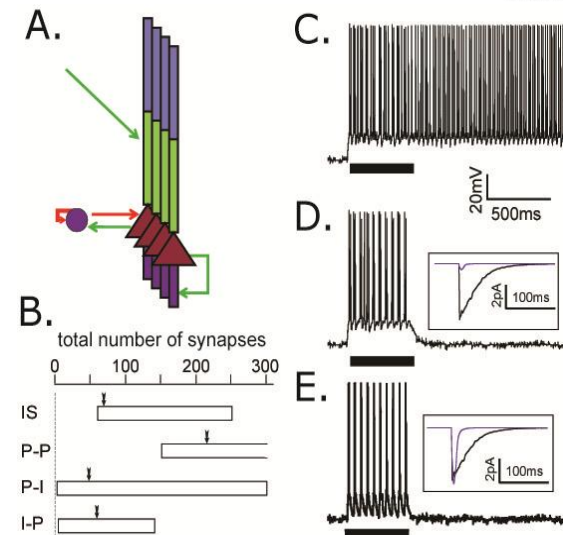 A.
B.
total number of synapses
0 100 200 300
IS
P-P
P-I
I-P
C.
20mV
500ms
D.
2pA
100ms
E.
2pA
100ms